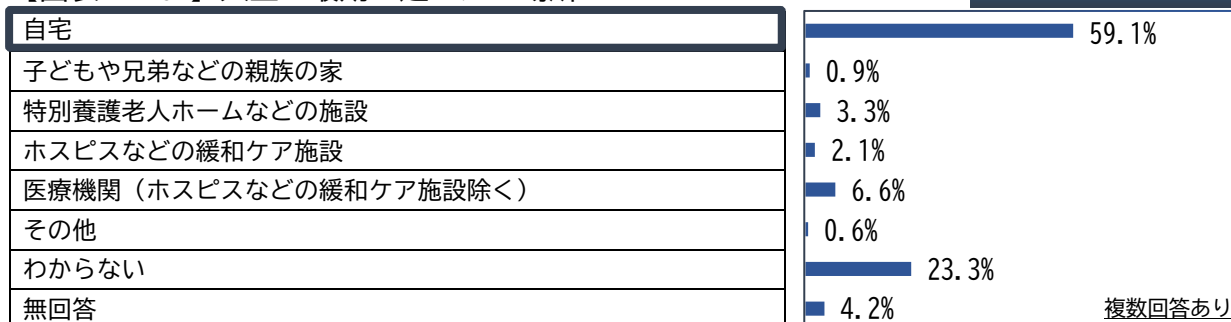 自宅 59.1%
子どもや兄弟などの親族の家 0.9%
特別養護老人ホームなどの施設 3.3%
ホスピスなどの緩和ケア施設 2.1%
医療機関（ホスピスなどの緩和ケア施設除く） 6.6%
その他 0.6%
わからない 23.3%
無回答 4.2%
複数回答あり